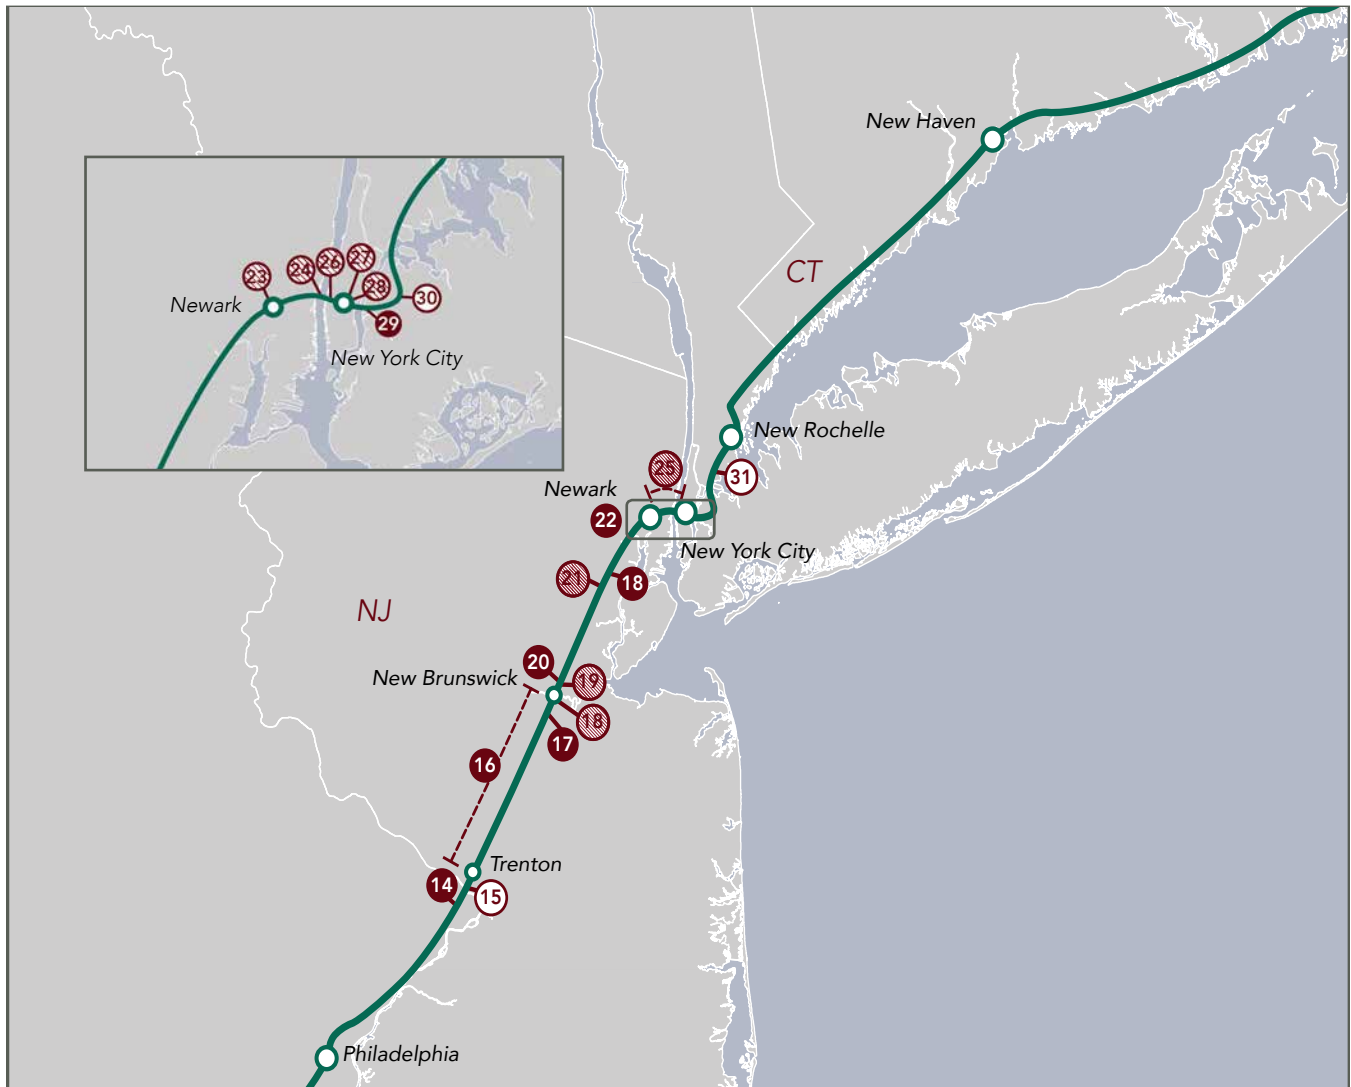 New Haven
CT
23
24
26
27
28
30
29
Newark
New York City
New Rochelle
25
31
Newark
22
New York City
21
18
NJ
20
19
New Brunswick
18
17
16
Trenton
14
15
Philadelphia